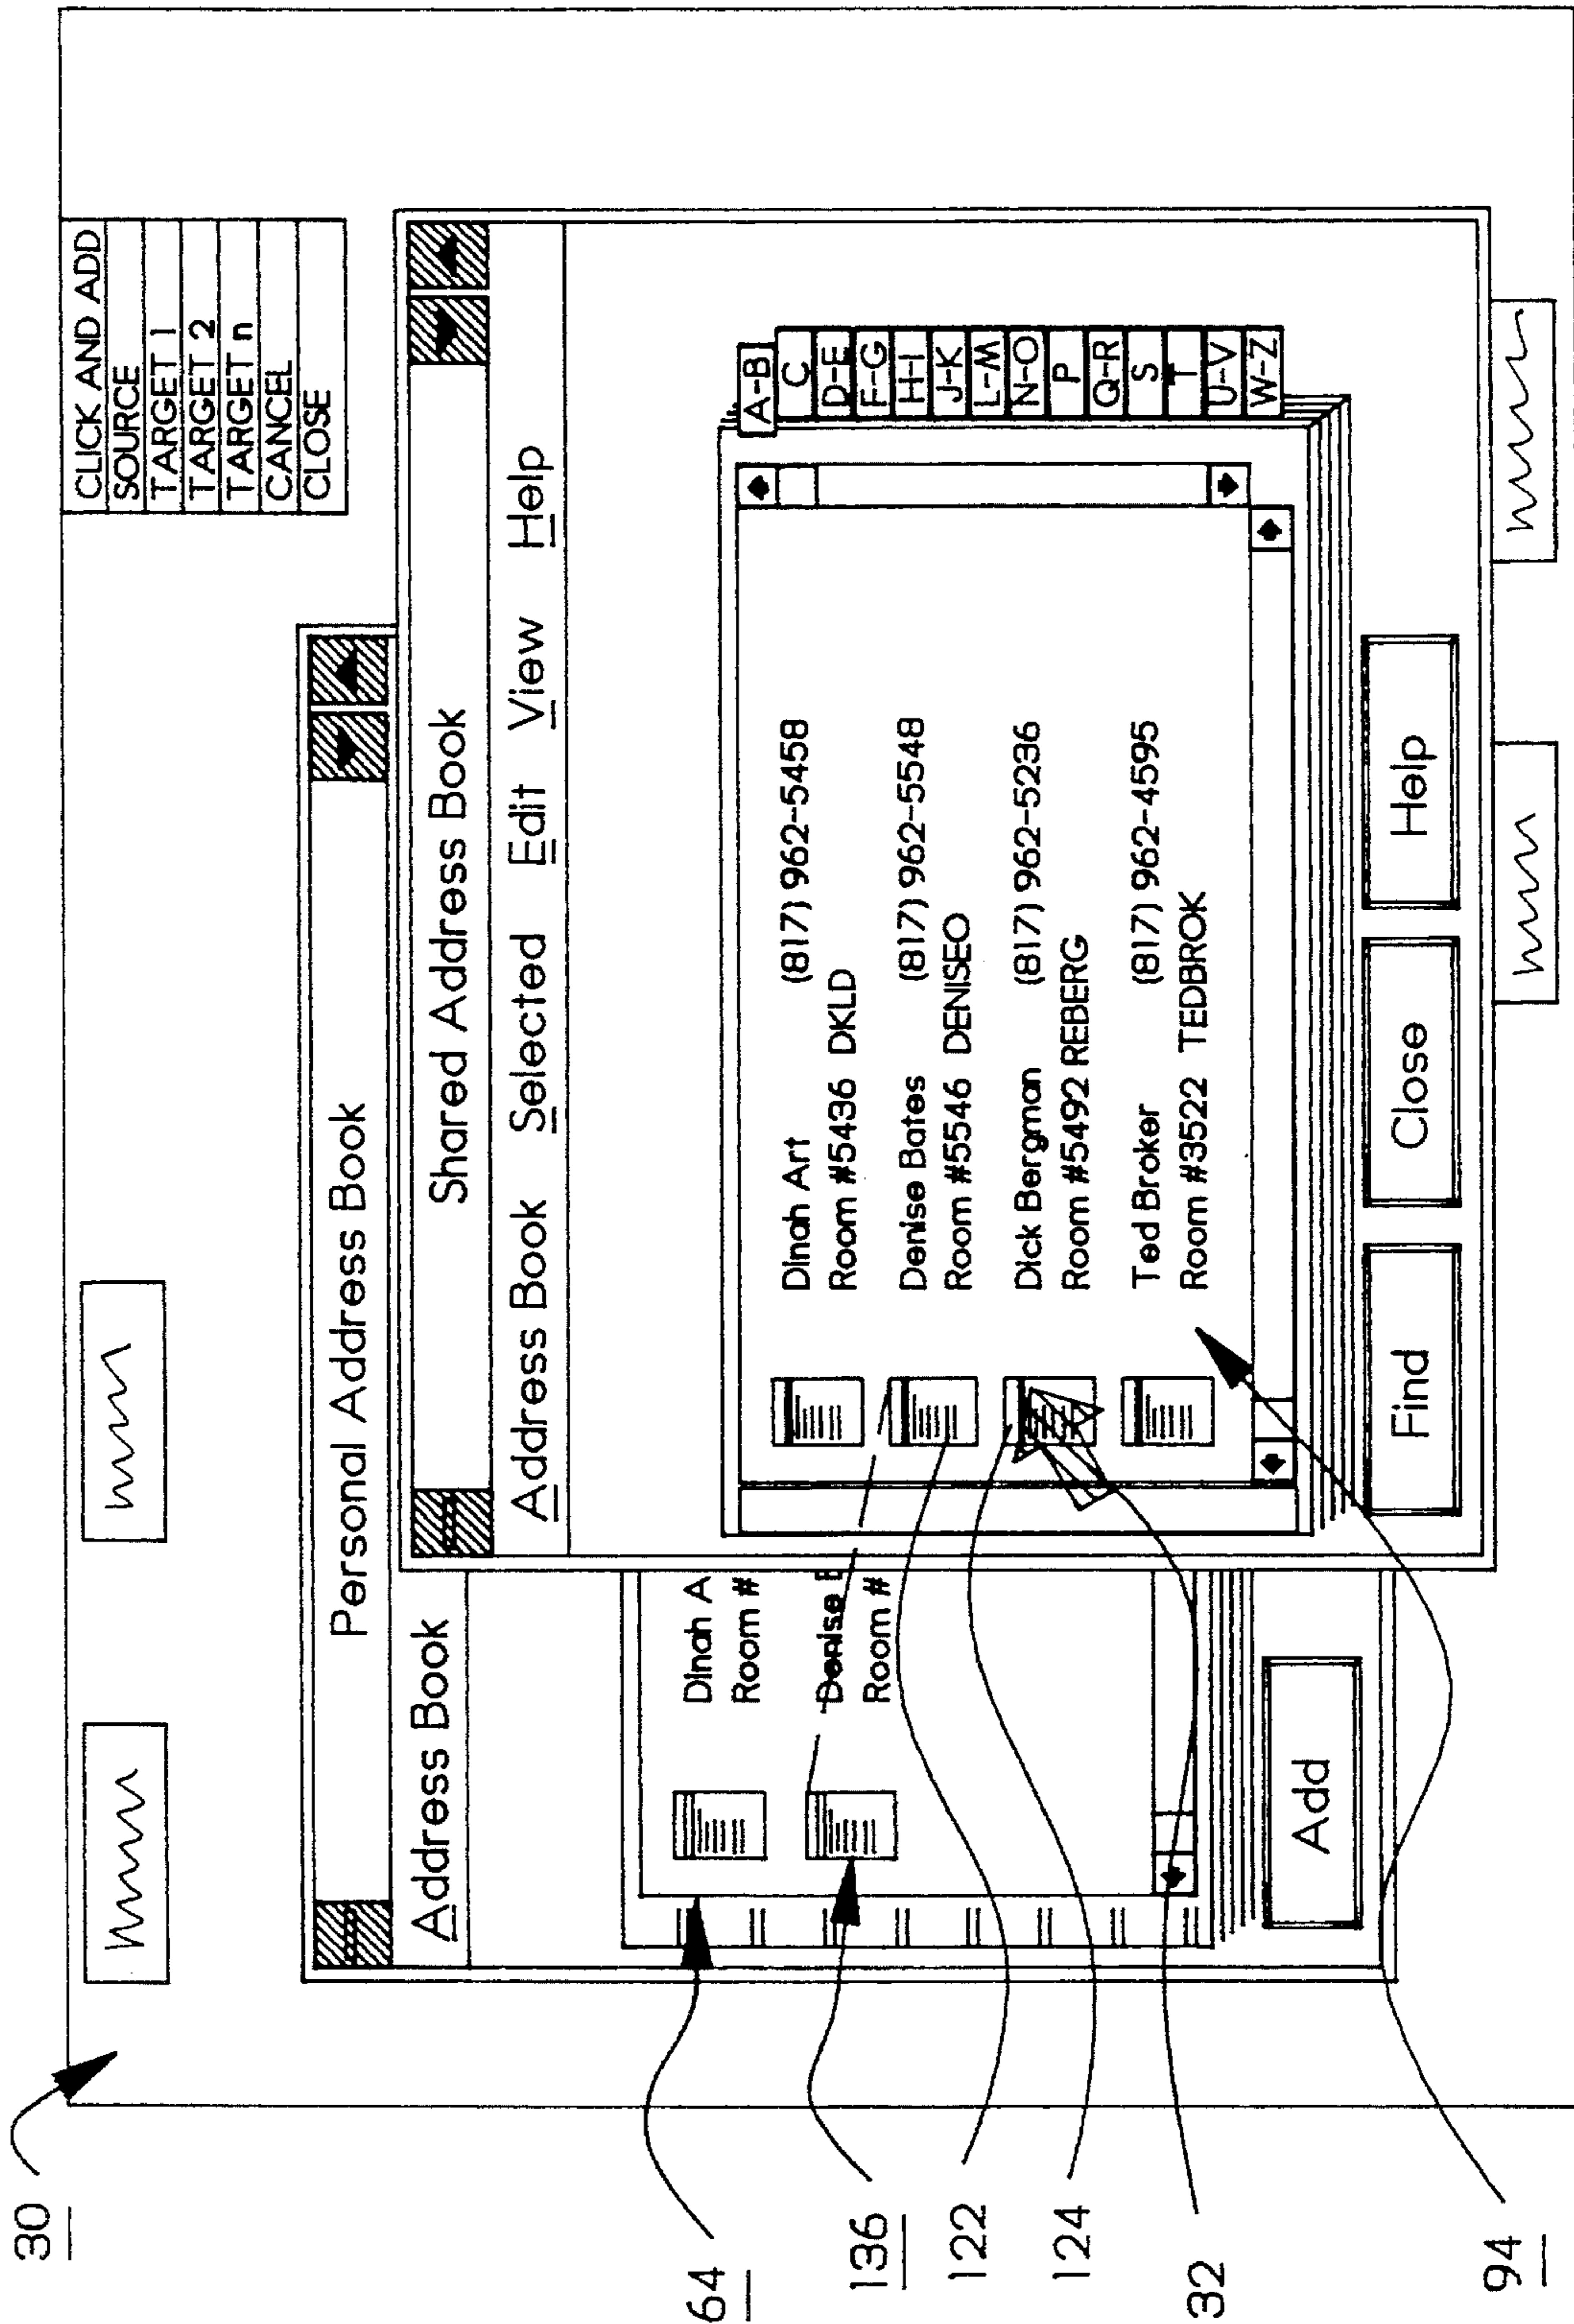 30
CLICK AND ADD
SOURCE
TARGET 1
TARGET 2
TARGET n
CANCEL
CLOSE
Personal Address Book
Address Book
Shared Address Book
Address Book Selected Edit View Help
Dinah A
Room #
Denise B
Room #
Add
Dinah Art (817) 962-5458
Room #5436 DKLD
Denise Bates (817) 962-5548
Room #5546 DENISEO
Dick Bergman (817) 962-5236
Room #5492 REBERG
Ted Broker (817) 962-4595
Room #3522 TEDBROK
A-B
C
D-E
F-G
H-I
J-K
L-M
N-O
P
Q-R
S
T
U-V
W-Z
Find Close Help
64
136
122
124
32
94